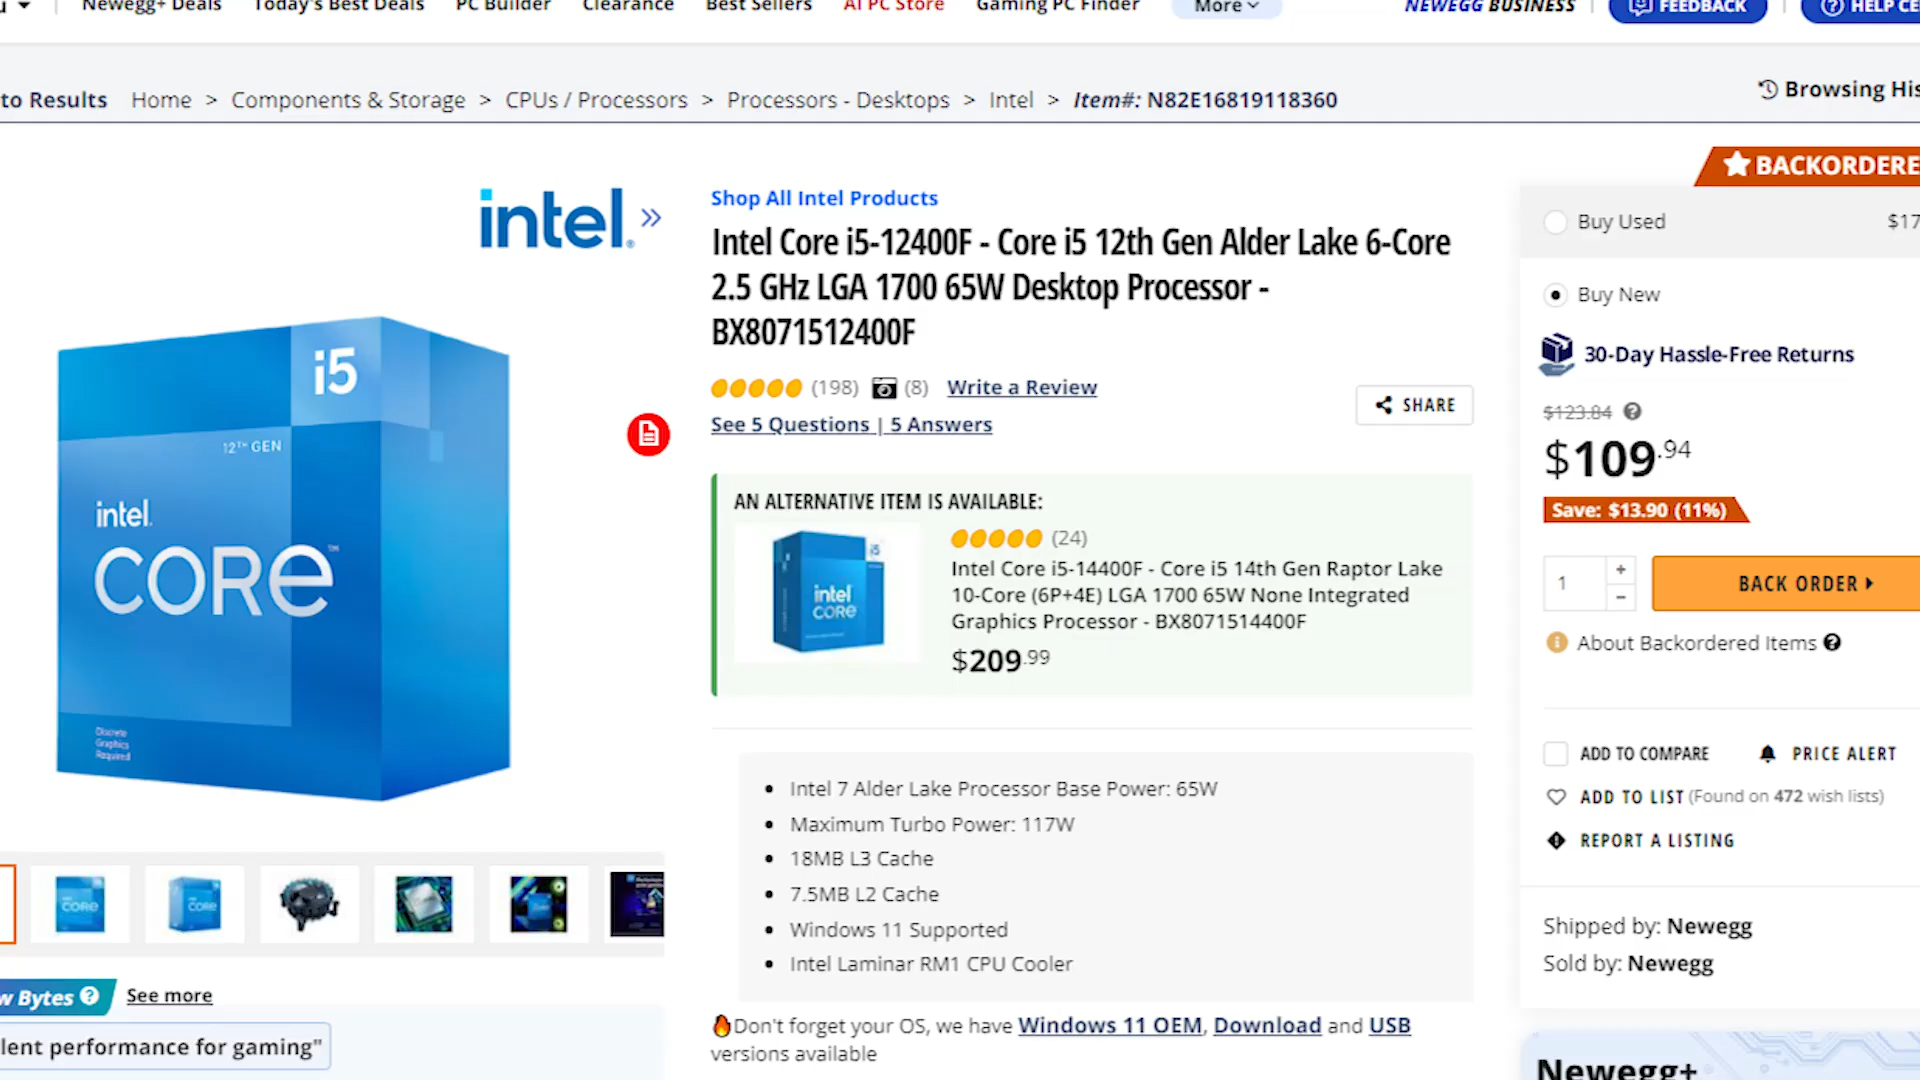 Newegg+ Deals
Today's Best Deals
PC Builder
Clearance
Best Sellers
AI PC Store
Gaming PC Finder
More
NEWEGG BUSINESS
FEEDBACK
HELP CE
to Results
Home > Components & Storage > CPUs / Processors > Processors - Desktops > Intel > Item#: N82E16819118360
Browsing His
BACKORDERE
intel.
Shop All Intel Products
Intel Core i5-12400F - Core i5 12th Gen Alder Lake 6-Core
2.5 GHz LGA 1700 65W Desktop Processor -
BX8071512400F
(198) (8) Write a Review
See 5 Questions | 5 Answers
SHARE
i5
12TH GEN
intel.
CORE™
Discrete
Graphics
Required
AN ALTERNATIVE ITEM IS AVAILABLE:
i5
intel
CORE
(24)
Intel Core i5-14400F - Core i5 14th Gen Raptor Lake
10-Core (6P+4E) LGA 1700 65W None Integrated
Graphics Processor - BX8071514400F
$209.99
• Intel 7 Alder Lake Processor Base Power: 65W
• Maximum Turbo Power: 117W
• 18MB L3 Cache
• 7.5MB L2 Cache
• Windows 11 Supported
• Intel Laminar RM1 CPU Cooler
Don't forget your OS, we have Windows 11 OEM, Download and USB
versions available
CORE
CORE
w Bytes ?
See more
lent performance for gaming"
Buy Used
$17
Buy New
30-Day Hassle-Free Returns
$123.84 ?
$109.94
Save: $13.90 (11%)
1
+
−
BACK ORDER
About Backordered Items ?
ADD TO COMPARE
PRICE ALERT
ADD TO LIST (Found on 472 wish lists)
REPORT A LISTING
Shipped by: Newegg
Sold by: Newegg
Newegg+